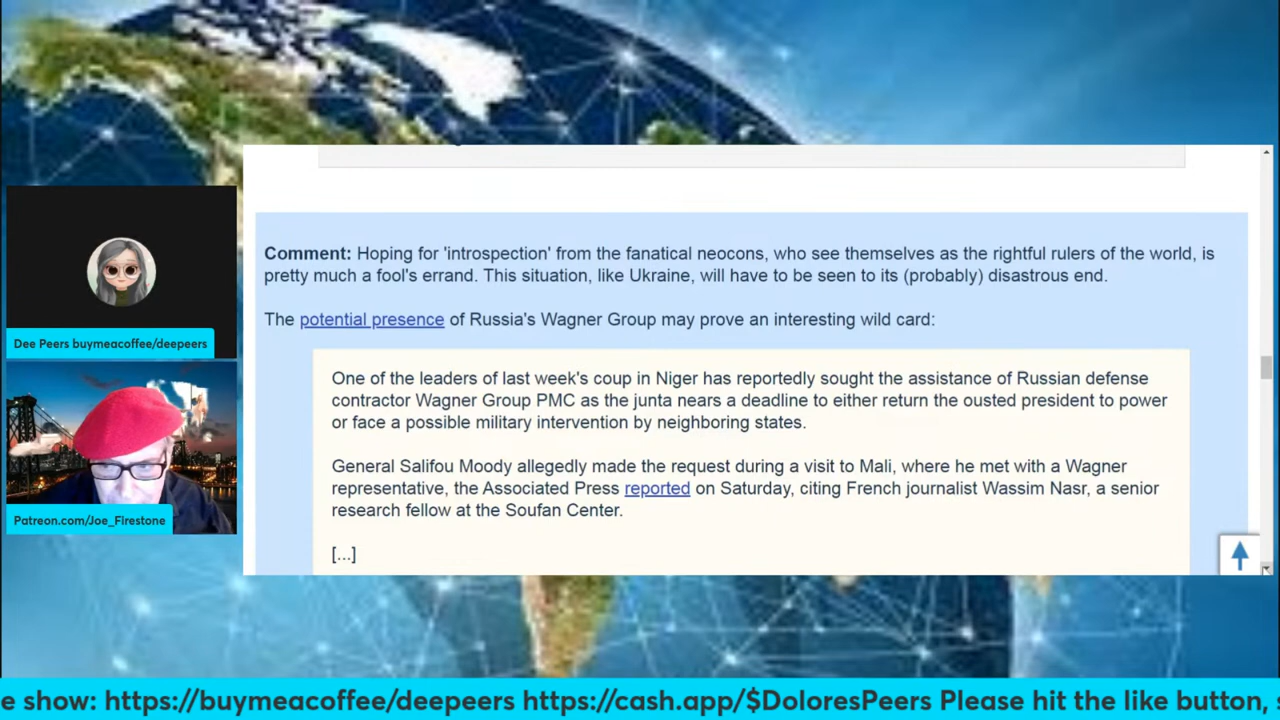 Comment: Hoping for 'introspection' from the fanatical neocons, who see themselves as the rightful rulers of the world, is
pretty much a fool's errand. This situation, like Ukraine, will have to be seen to its (probably) disastrous end.
The potential presence of Russia's Wagner Group may prove an interesting wild card:
One of the leaders of last week's coup in Niger has reportedly sought the assistance of Russian defense
contractor Wagner Group PMC as the junta nears a deadline to either return the ousted president to power
or face a possible military intervention by neighboring states.
General Salifou Moody allegedly made the request during a visit to Mali, where he met with a Wagner
representative, the Associated Press reported on Saturday, citing French journalist Wassim Nasr, a senior
research fellow at the Soufan Center.
[...]
Dee Peers buymeacoffee/deepeers
Patreon.com/Joe_Firestone
e show: https://buymeacoffee/deepeers https://cash.app/$DoloresPeers Please hit the like button,